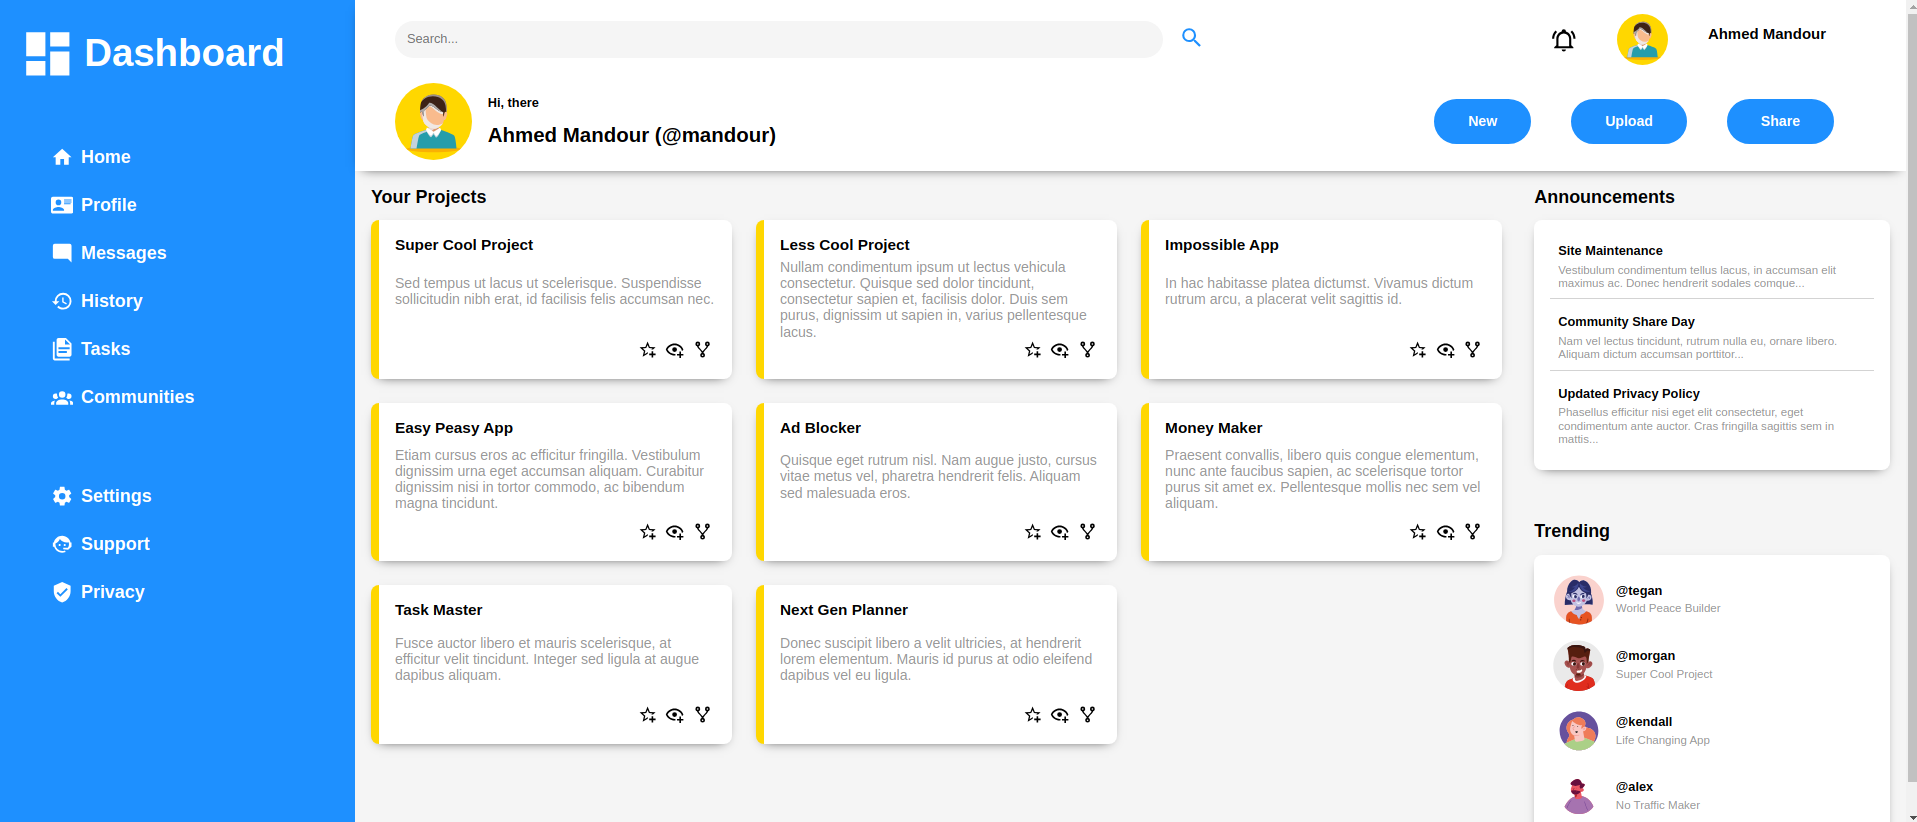 Dashboard
Home
Profile
Messages
History
Tasks
Communities
Settings
Support
Privacy
Search...
Ahmed Mandour
Hi, there
Ahmed Mandour (@mandour)
New
Upload
Share
Your Projects
Super Cool Project
Sed tempus ut lacus ut scelerisque. Suspendisse
sollicitudin nibh erat, id facilisis felis accumsan nec.
Less Cool Project
Nullam condimentum ipsum ut lectus vehicula
consectetur. Quisque sed dolor tincidunt,
consectetur sapien et, facilisis dolor. Duis sem
purus, dignissim ut sapien in, varius pellentesque
lacus.
Impossible App
In hac habitasse platea dictumst. Vivamus dictum
rutrum arcu, a placerat velit sagittis id.
Easy Peasy App
Etiam cursus eros ac efficitur fringilla. Vestibulum
dignissim urna eget accumsan aliquam. Curabitur
dignissim nisi in tortor commodo, ac bibendum
magna tincidunt.
Ad Blocker
Quisque eget rutrum nisl. Nam augue justo, cursus
vitae metus vel, pharetra hendrerit felis. Aliquam
sed malesuada eros.
Money Maker
Praesent convallis, libero quis congue elementum,
nunc ante faucibus sapien, ac scelerisque tortor
purus sit amet ex. Pellentesque mollis nec sem vel
aliquam.
Task Master
Fusce auctor libero et mauris scelerisque, at
efficitur velit tincidunt. Integer sed ligula at augue
dapibus aliquam.
Next Gen Planner
Donec suscipit libero a velit ultricies, at hendrerit
lorem elementum. Mauris id purus at odio eleifend
dapibus vel eu ligula.
Announcements
Site Maintenance
Vestibulum condimentum tellus lacus, in accumsan elit
maximus ac. Donec hendrerit sodales comque...
Community Share Day
Nam vel lectus tincidunt, rutrum nulla eu, ornare libero.
Aliquam dictum accumsan porttitor...
Updated Privacy Policy
Phasellus efficitur nisi eget elit consectetur, eget
condimentum ante auctor. Cras fringilla sagittis sem in
mattis...
Trending
@tegan
World Peace Builder
@morgan
Super Cool Project
@kendall
Life Changing App
@alex
No Traffic Maker